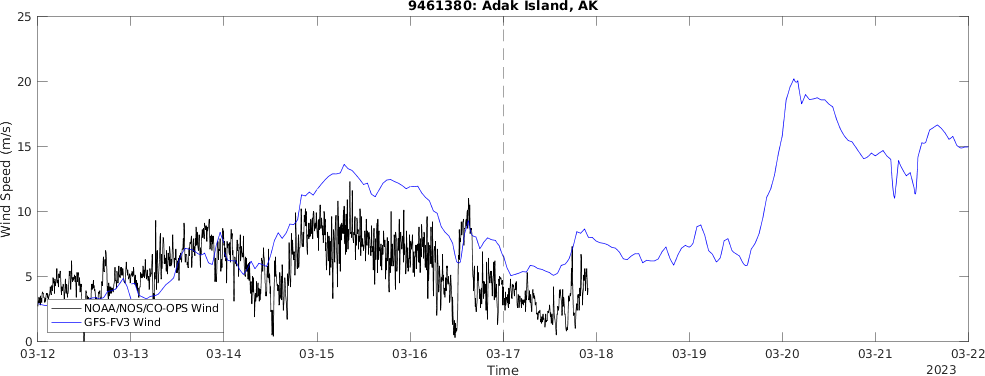 9461380: Adak Island, AK
Wind Speed (m/s)
25
20
15
10
5
0
NOAA/NOS/CO-OPS Wind
GFS-FV3 Wind
03-12 03-13 03-14 03-15 03-16 03-17 03-18 03-19 03-20 03-21 03-22
Time
2023